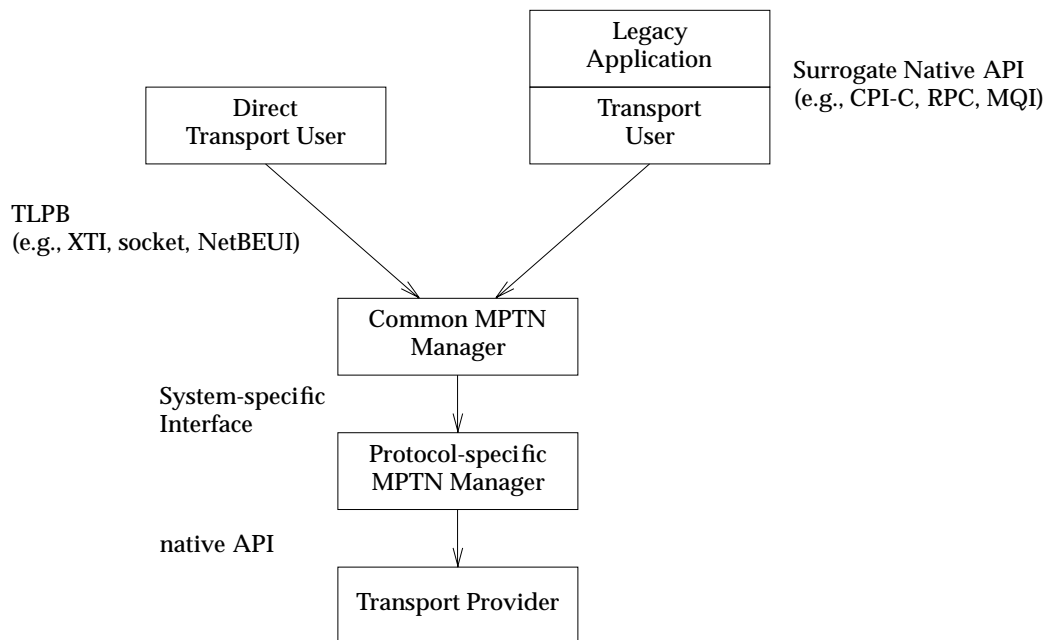 Legacy
Application
Surrogate Native API
(e.g., CPI-C, RPC, MQI)
Direct
Transport User
Transport
User
TLPB
(e.g., XTI, socket, NetBEUI)
Common MPTN
Manager
System-specific
Interface
Protocol-specific
MPTN Manager
native API
Transport Provider